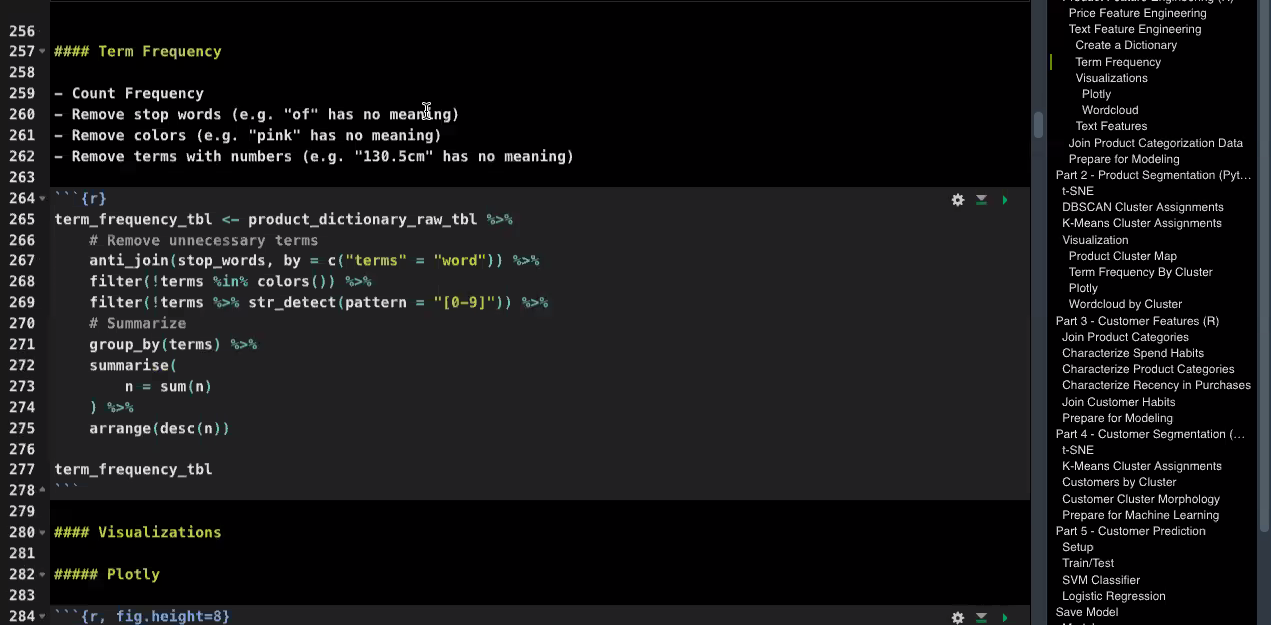 256
257 #### Term Frequency
258
259 - Count Frequency
260 - Remove stop words (e.g. "of" has no meaning)
261 - Remove colors (e.g. "pink" has no meaning)
262 - Remove terms with numbers (e.g. "130.5cm" has no meaning)
263
264 ```{r}
265 term_frequency_tbl <- product_dictionary_raw_tbl %>%
266     # Remove unnecessary terms
267     anti_join(stop_words, by = c("terms" = "word")) %>%
268     filter(!terms %in% colors()) %>%
269     filter(!terms %>% str_detect(pattern = "[0-9]")) %>%
270     # Summarize
271     group_by(terms) %>%
272     summarise(
273         n = sum(n)
274     ) %>%
275     arrange(desc(n))
276
277 term_frequency_tbl
278 ```
279
280 #### Visualizations
281
282 ##### Plotly
283
284 ```{r, fig.height=8}
Price Feature Engineering
Text Feature Engineering
Create a Dictionary
Term Frequency
Visualizations
Plotly
Wordcloud
Text Features
Join Product Categorization Data
Prepare for Modeling
Part 2 - Product Segmentation (Pyt...
t-SNE
DBSCAN Cluster Assignments
K-Means Cluster Assignments
Visualization
Product Cluster Map
Term Frequency By Cluster
Plotly
Wordcloud by Cluster
Part 3 - Customer Features (R)
Join Product Categories
Characterize Spend Habits
Characterize Product Categories
Characterize Recency in Purchases
Join Customer Habits
Prepare for Modeling
Part 4 - Customer Segmentation (...
t-SNE
K-Means Cluster Assignments
Customers by Cluster
Customer Cluster Morphology
Prepare for Machine Learning
Part 5 - Customer Prediction
Setup
Train/Test
SVM Classifier
Logistic Regression
Save Model